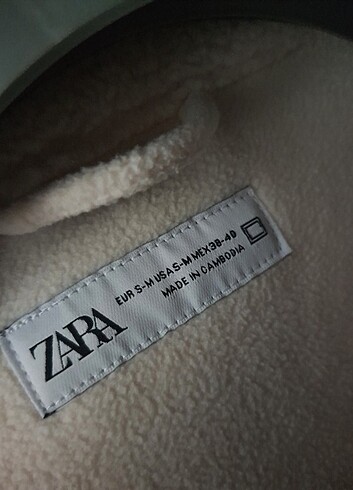 ZARA
EUR S-M USA S-M MEX 38-40
MADE IN CAMBODIA